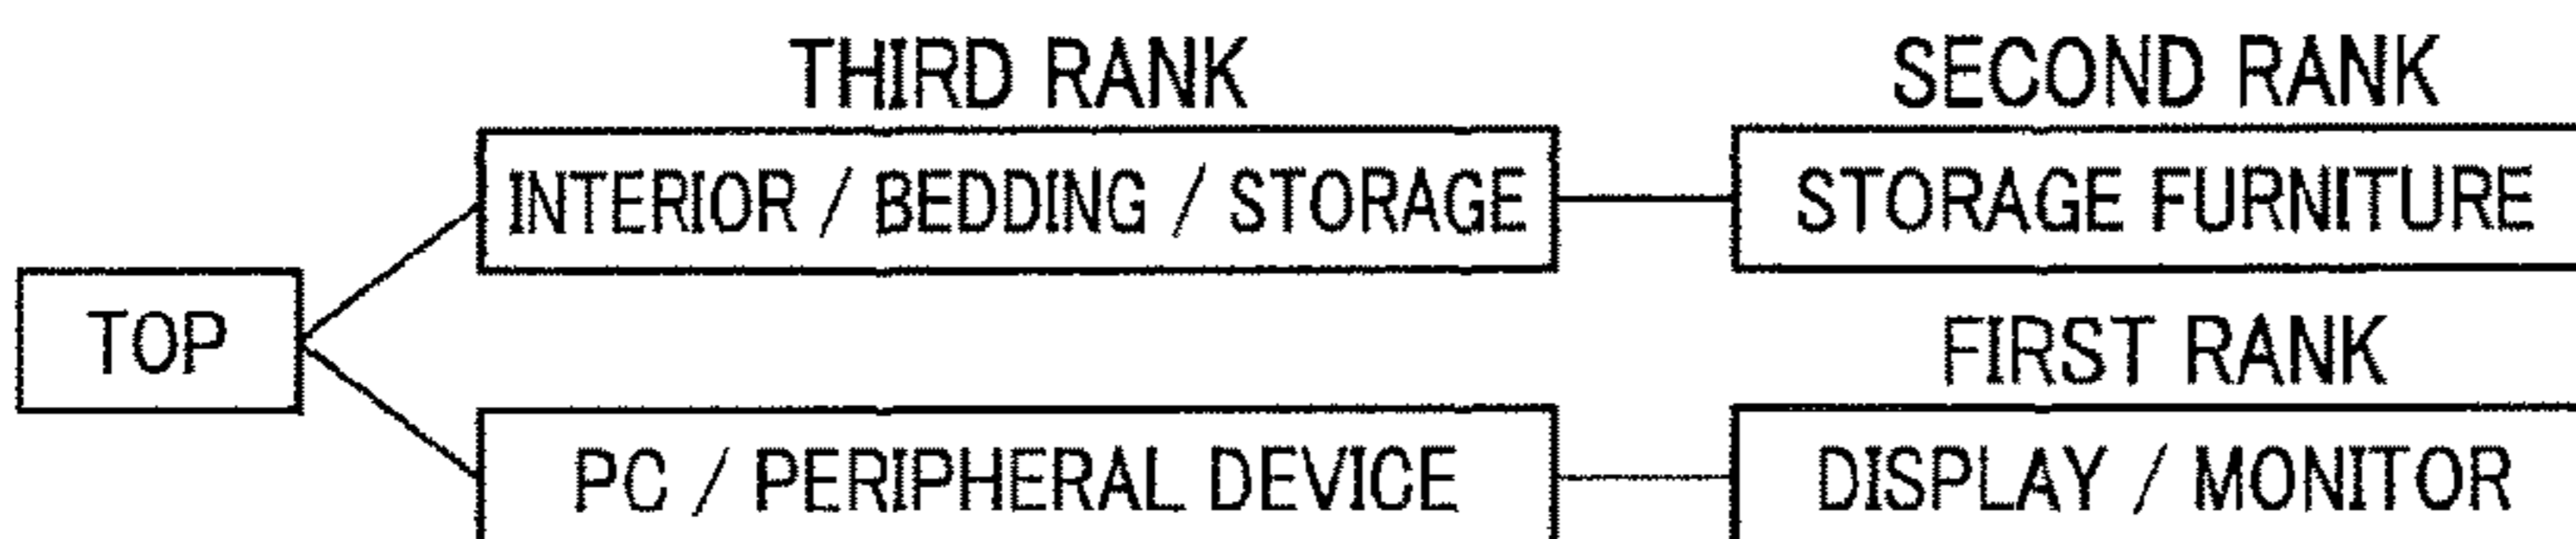 THIRD RANK
SECOND RANK
INTERIOR / BEDDING / STORAGE
STORAGE FURNITURE
TOP
FIRST RANK
PC / PERIPHERAL DEVICE
DISPLAY / MONITOR